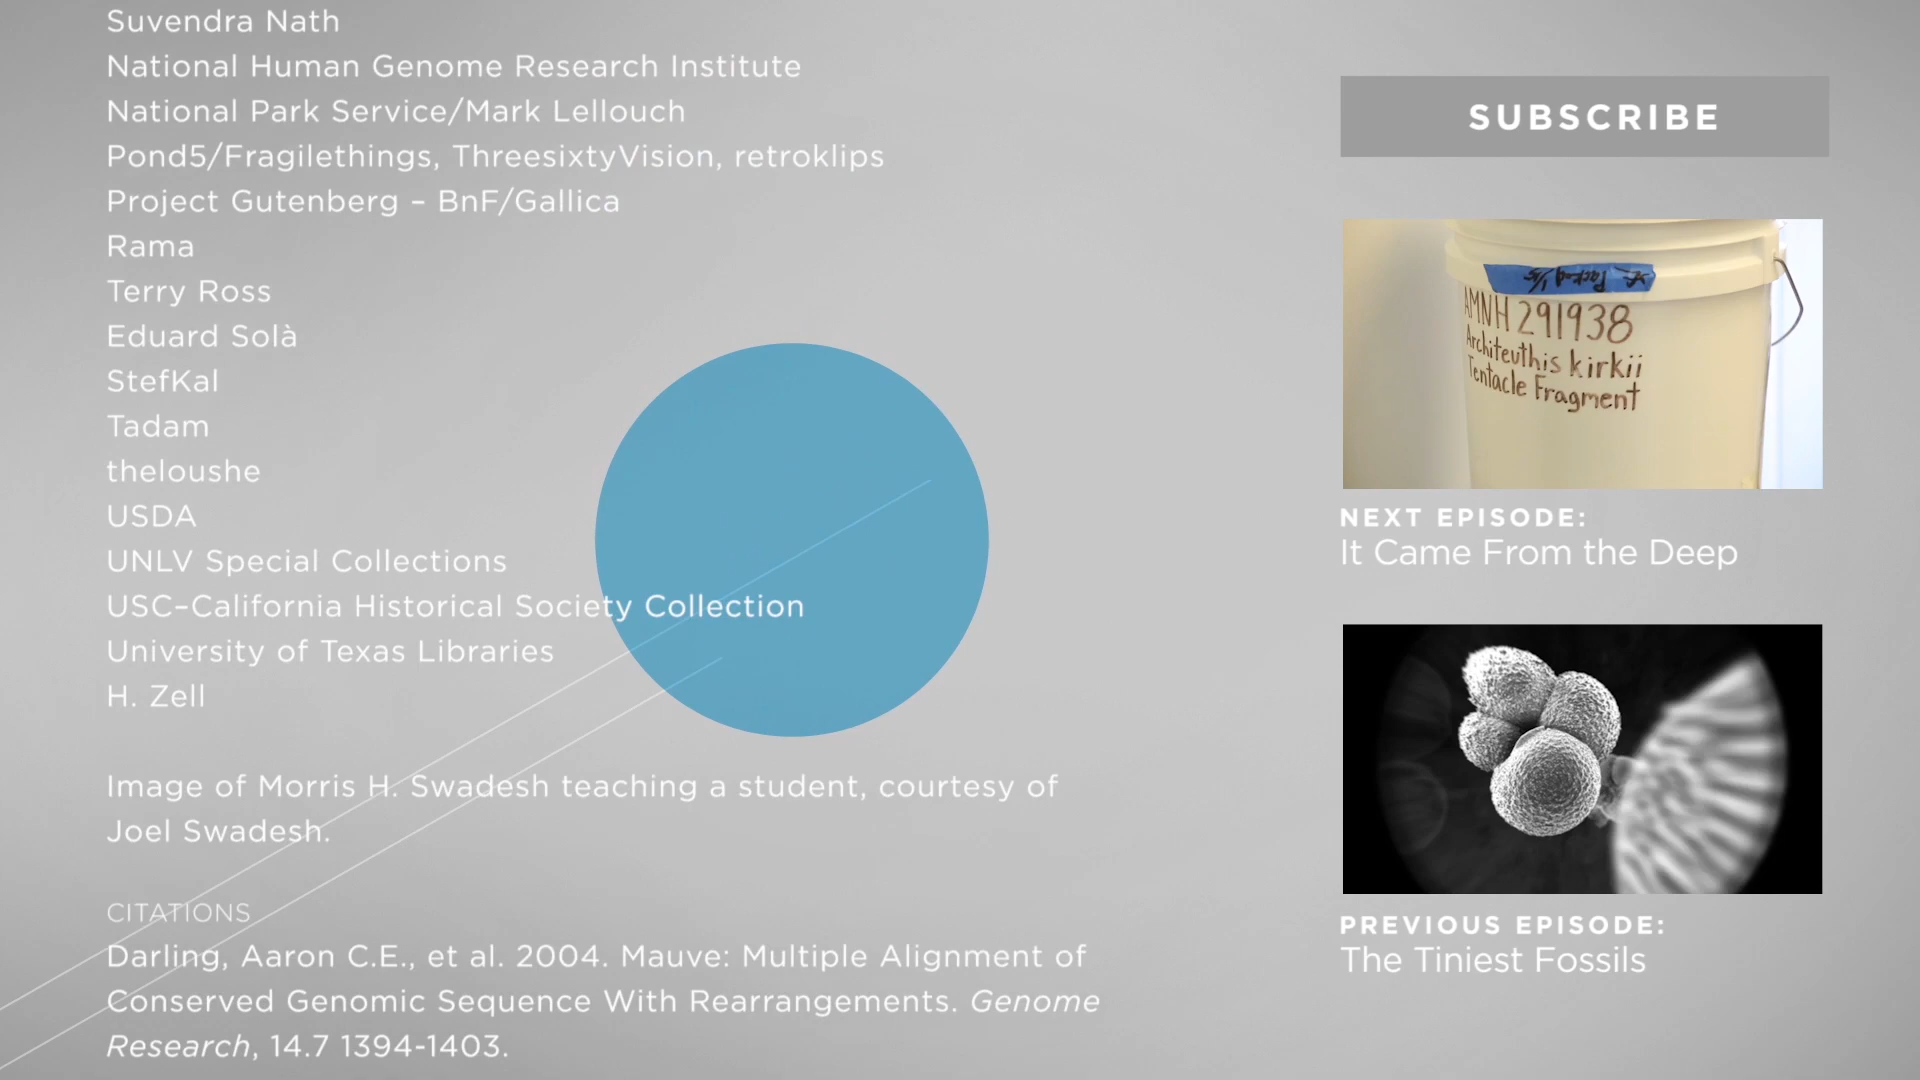 Suvendra Nath
National Human Genome Research Institute
National Park Service/Mark Lellouch
Pond5/Fragilethings, ThreesixtyVision, retroklips
Project Gutenberg – BnF/Gallica
Rama
Terry Ross
Eduard Solà
StefKal
Tadam
theloushe
USDA
UNLV Special Collections
USC–California Historical Society Collection
University of Texas Libraries
H. Zell
Image of Morris H. Swadesh teaching a student, courtesy of
Joel Swadesh.
CITATIONS
Darling, Aaron C.E., et al. 2004. Mauve: Multiple Alignment of
Conserved Genomic Sequence With Rearrangements. Genome
Research, 14.7 1394-1403.
SUBSCRIBE
AMNH 291938
Architeuthis kirkii
Tentacle Fragment
NEXT EPISODE:
It Came From the Deep
PREVIOUS EPISODE:
The Tiniest Fossils